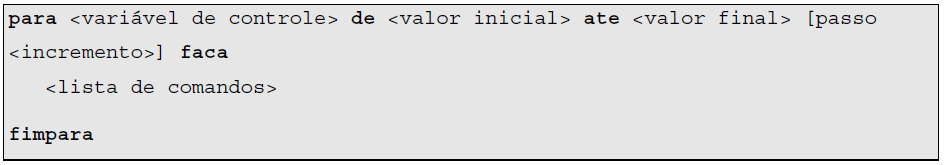 para <variável de controle> de <valor inicial> ate <valor final> [passo
<incremento>] faca
<lista de comandos>
fimpara